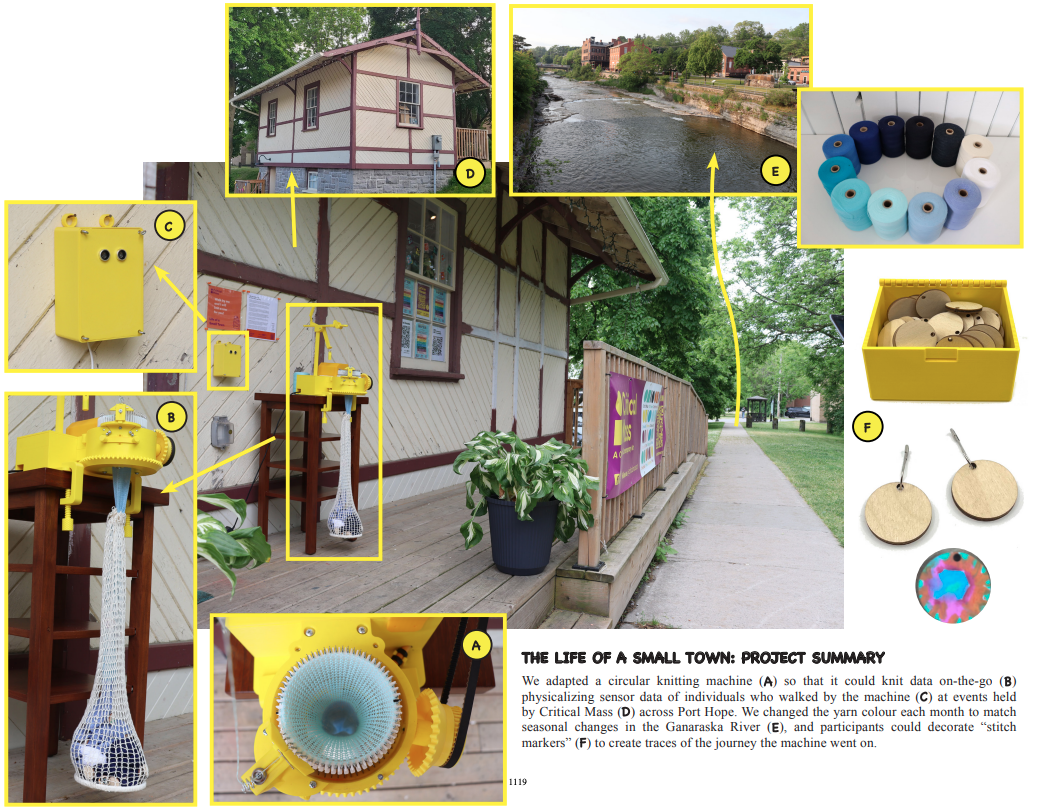 D
E
C
B
F
A
THE LIFE OF A SMALL TOWN: PROJECT SUMMARY
We adapted a circular knitting machine (A) so that it could knit data on-the-go (B)
physicalizing sensor data of individuals who walked by the machine (C) at events held
by Critical Mass (D) across Port Hope. We changed the yarn colour each month to match
seasonal changes in the Ganaraska River (E), and participants could decorate “stitch
markers” (F) to create traces of the journey the machine went on.
1119